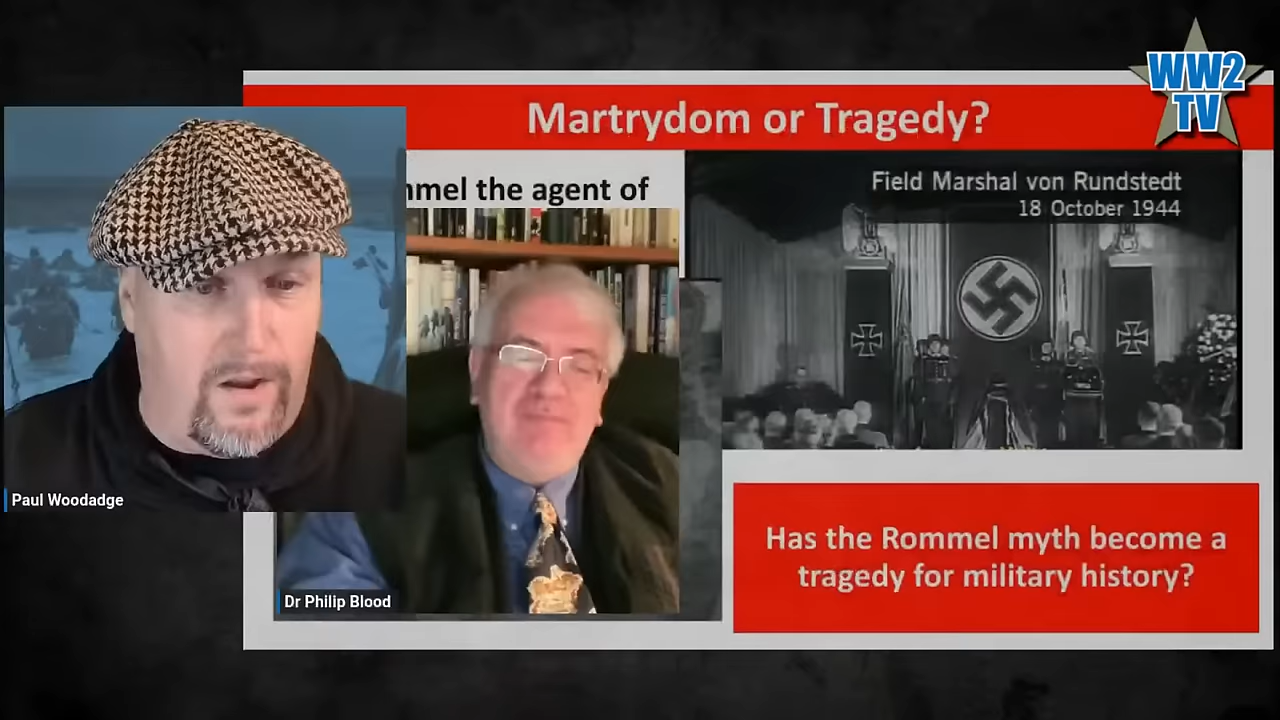 WW2
TV
Martrydom or Tragedy?
mmel the agent of
Field Marshal von Rundstedt
18 October 1944
Paul Woodadge
Dr Philip Blood
Has the Rommel myth become a
tragedy for military history?